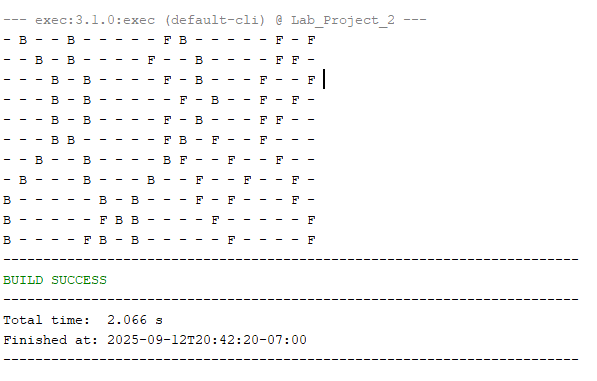 --- exec:3.1.0:exec (default-cli) @ Lab_Project_2 ---
- B - - B - - - - - F B - - - - - F - F
- - B - B - - - - F - - B - - - - F F -
- - - B - B - - - - F - B - - - F - - F
- - - B - B - - - - - F - B - - F - F -
- - - B - B - - - - F - B - - - F F - -
- - - B B - - - - - F B - F - - F - - -
- - B - - B - - - - B F - - F - - F - -
- B - - - B - - - B - - F - - F - - F -
B - - - - - B - B - - - F - F - - - F -
B - - - - - F B B - - - - F - - - - - F
B - - - - F B - B - - - - - F - - - - F
------------------------------------------------------------------------
BUILD SUCCESS
------------------------------------------------------------------------
Total time:  2.066 s
Finished at: 2025-09-12T20:42:20-07:00
------------------------------------------------------------------------